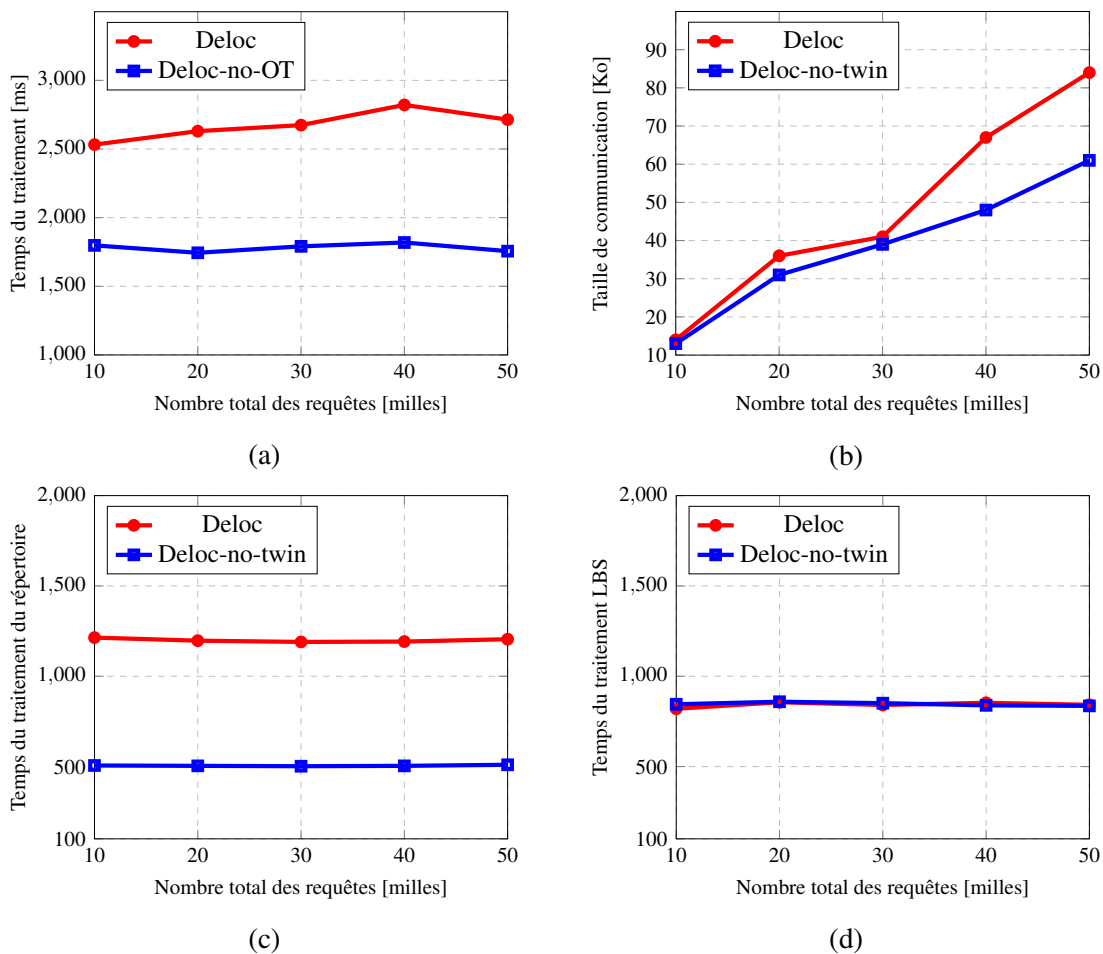 Deloc
Deloc-no-OT
3,000
2,500
2,000
1,500
1,000
10 20 30 40 50
Temps du traitement [ms]
Nombre total des requêtes [milles]
(a)
Deloc
Deloc-no-twin
90
80
70
60
50
40
30
20
10
10 20 30 40 50
Taille de communication [Ko]
Nombre total des requêtes [milles]
(b)
Deloc
Deloc-no-twin
2,000
1,500
1,000
500
100
10 20 30 40 50
Temps du traitement du répertoire
Nombre total des requêtes [milles]
(c)
Deloc
Deloc-no-twin
2,000
1,500
1,000
500
100
10 20 30 40 50
Temps du traitement LBS
Nombre total des requêtes [milles]
(d)